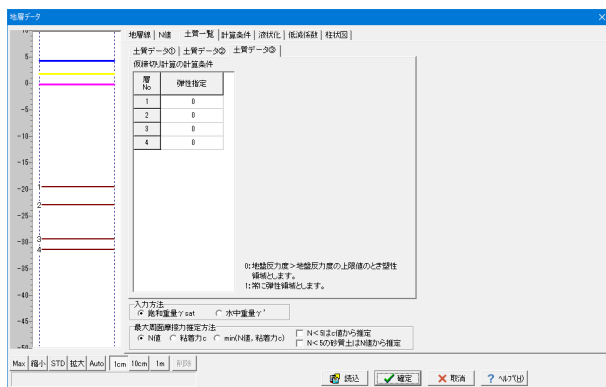 地層データ
地層線 N値 土質一覧 計算条件 液状化 低減係数 柱状図
土質データ① 土質データ② 土質データ③
仮締切り計算の計算条件
層No 弾性指定
1 0
2 0
3 0
4 0
10
5
0
-5
-10
-15
-20
-25
-30
-35
-40
-45
-50
1
2
3
4
0:地盤反力度>地盤反力度の上限値のとき塑性
領域とします。
1:常に弾性領域とします。
入力方法
飽和重量γsat 水中重量γ'
最大周面摩擦力推定方法
N値 粘着力c min(N値,粘着力c)
N<5はc値から推定
N<5の砂質土はN値から推定
Max 縮小 STD 拡大 Auto 1cm 10cm 1m 削除
読込 確定 取消 ? ヘルプ(H)